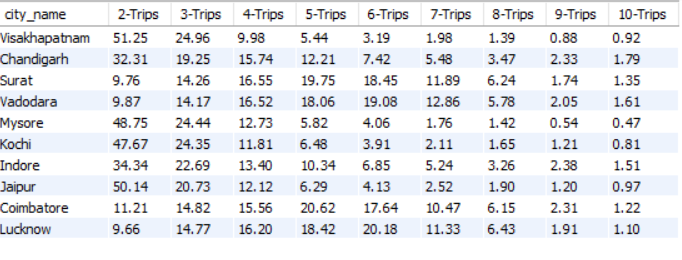 city_name 2-Trips 3-Trips 4-Trips 5-Trips 6-Trips 7-Trips 8-Trips 9-Trips 10-Trips
Visakhapatnam 51.25 24.96 9.98 5.44 3.19 1.98 1.39 0.88 0.92
Chandigarh 32.31 19.25 15.74 12.21 7.42 5.48 3.47 2.33 1.79
Surat 9.76 14.26 16.55 19.75 18.45 11.89 6.24 1.74 1.35
Vadodara 9.87 14.17 16.52 18.06 19.08 12.86 5.78 2.05 1.61
Mysore 48.75 24.44 12.73 5.82 4.06 1.76 1.42 0.54 0.47
Kochi 47.67 24.35 11.81 6.48 3.91 2.11 1.65 1.21 0.81
Indore 34.34 22.69 13.40 10.34 6.85 5.24 3.26 2.38 1.51
Jaipur 50.14 20.73 12.12 6.29 4.13 2.52 1.90 1.20 0.97
Coimbatore 11.21 14.82 15.56 20.62 17.64 10.47 6.15 2.31 1.22
Lucknow 9.66 14.77 16.20 18.42 20.18 11.33 6.43 1.91 1.10